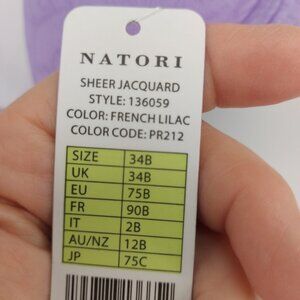 NATORI
SHEER JACQUARD
STYLE: 136059
COLOR: FRENCH LILAC
COLOR CODE: PR212
SIZE 34B
UK 34B
EU 75B
FR 90B
IT 2B
AU/NZ 12B
JP 75C